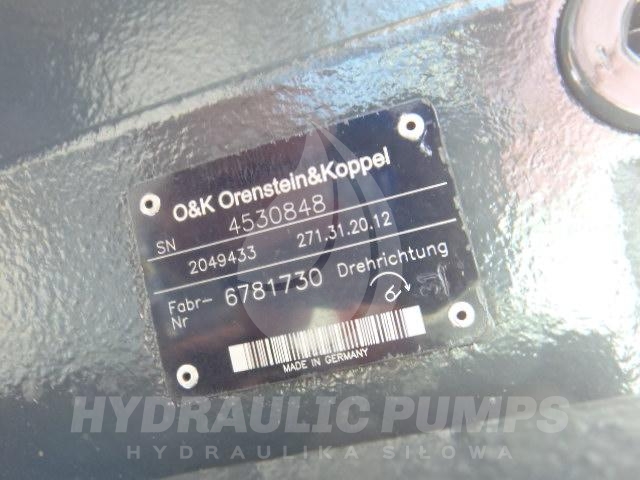 O&K Orenstein&Koppel
SN 4530848
2049433 271.31.20.12
Fabr-Nr 6781730 Drehrichtung
MADE IN GERMANY
HYDRAULIC PUMPS
HYDRAULIKA SIŁOWA